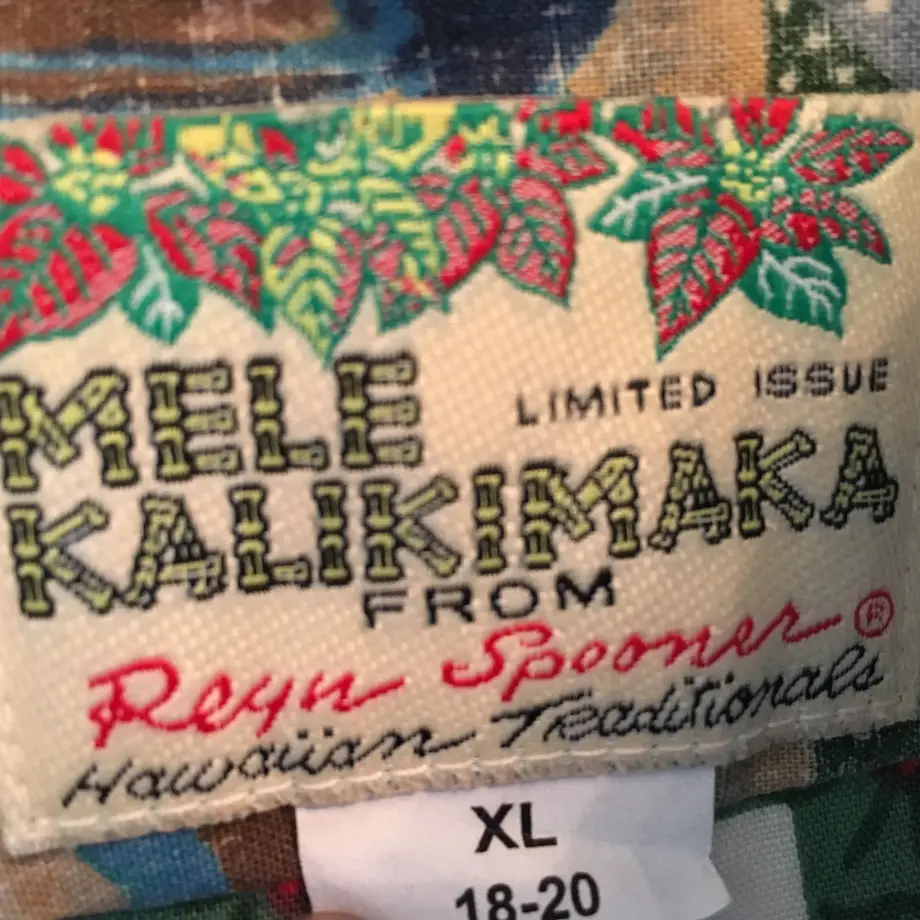 MELE
LIMITED ISSUE
KALIKIMAKA
FROM
Reyn Spooner ®
Hawaiian Traditionals
XL
18-20